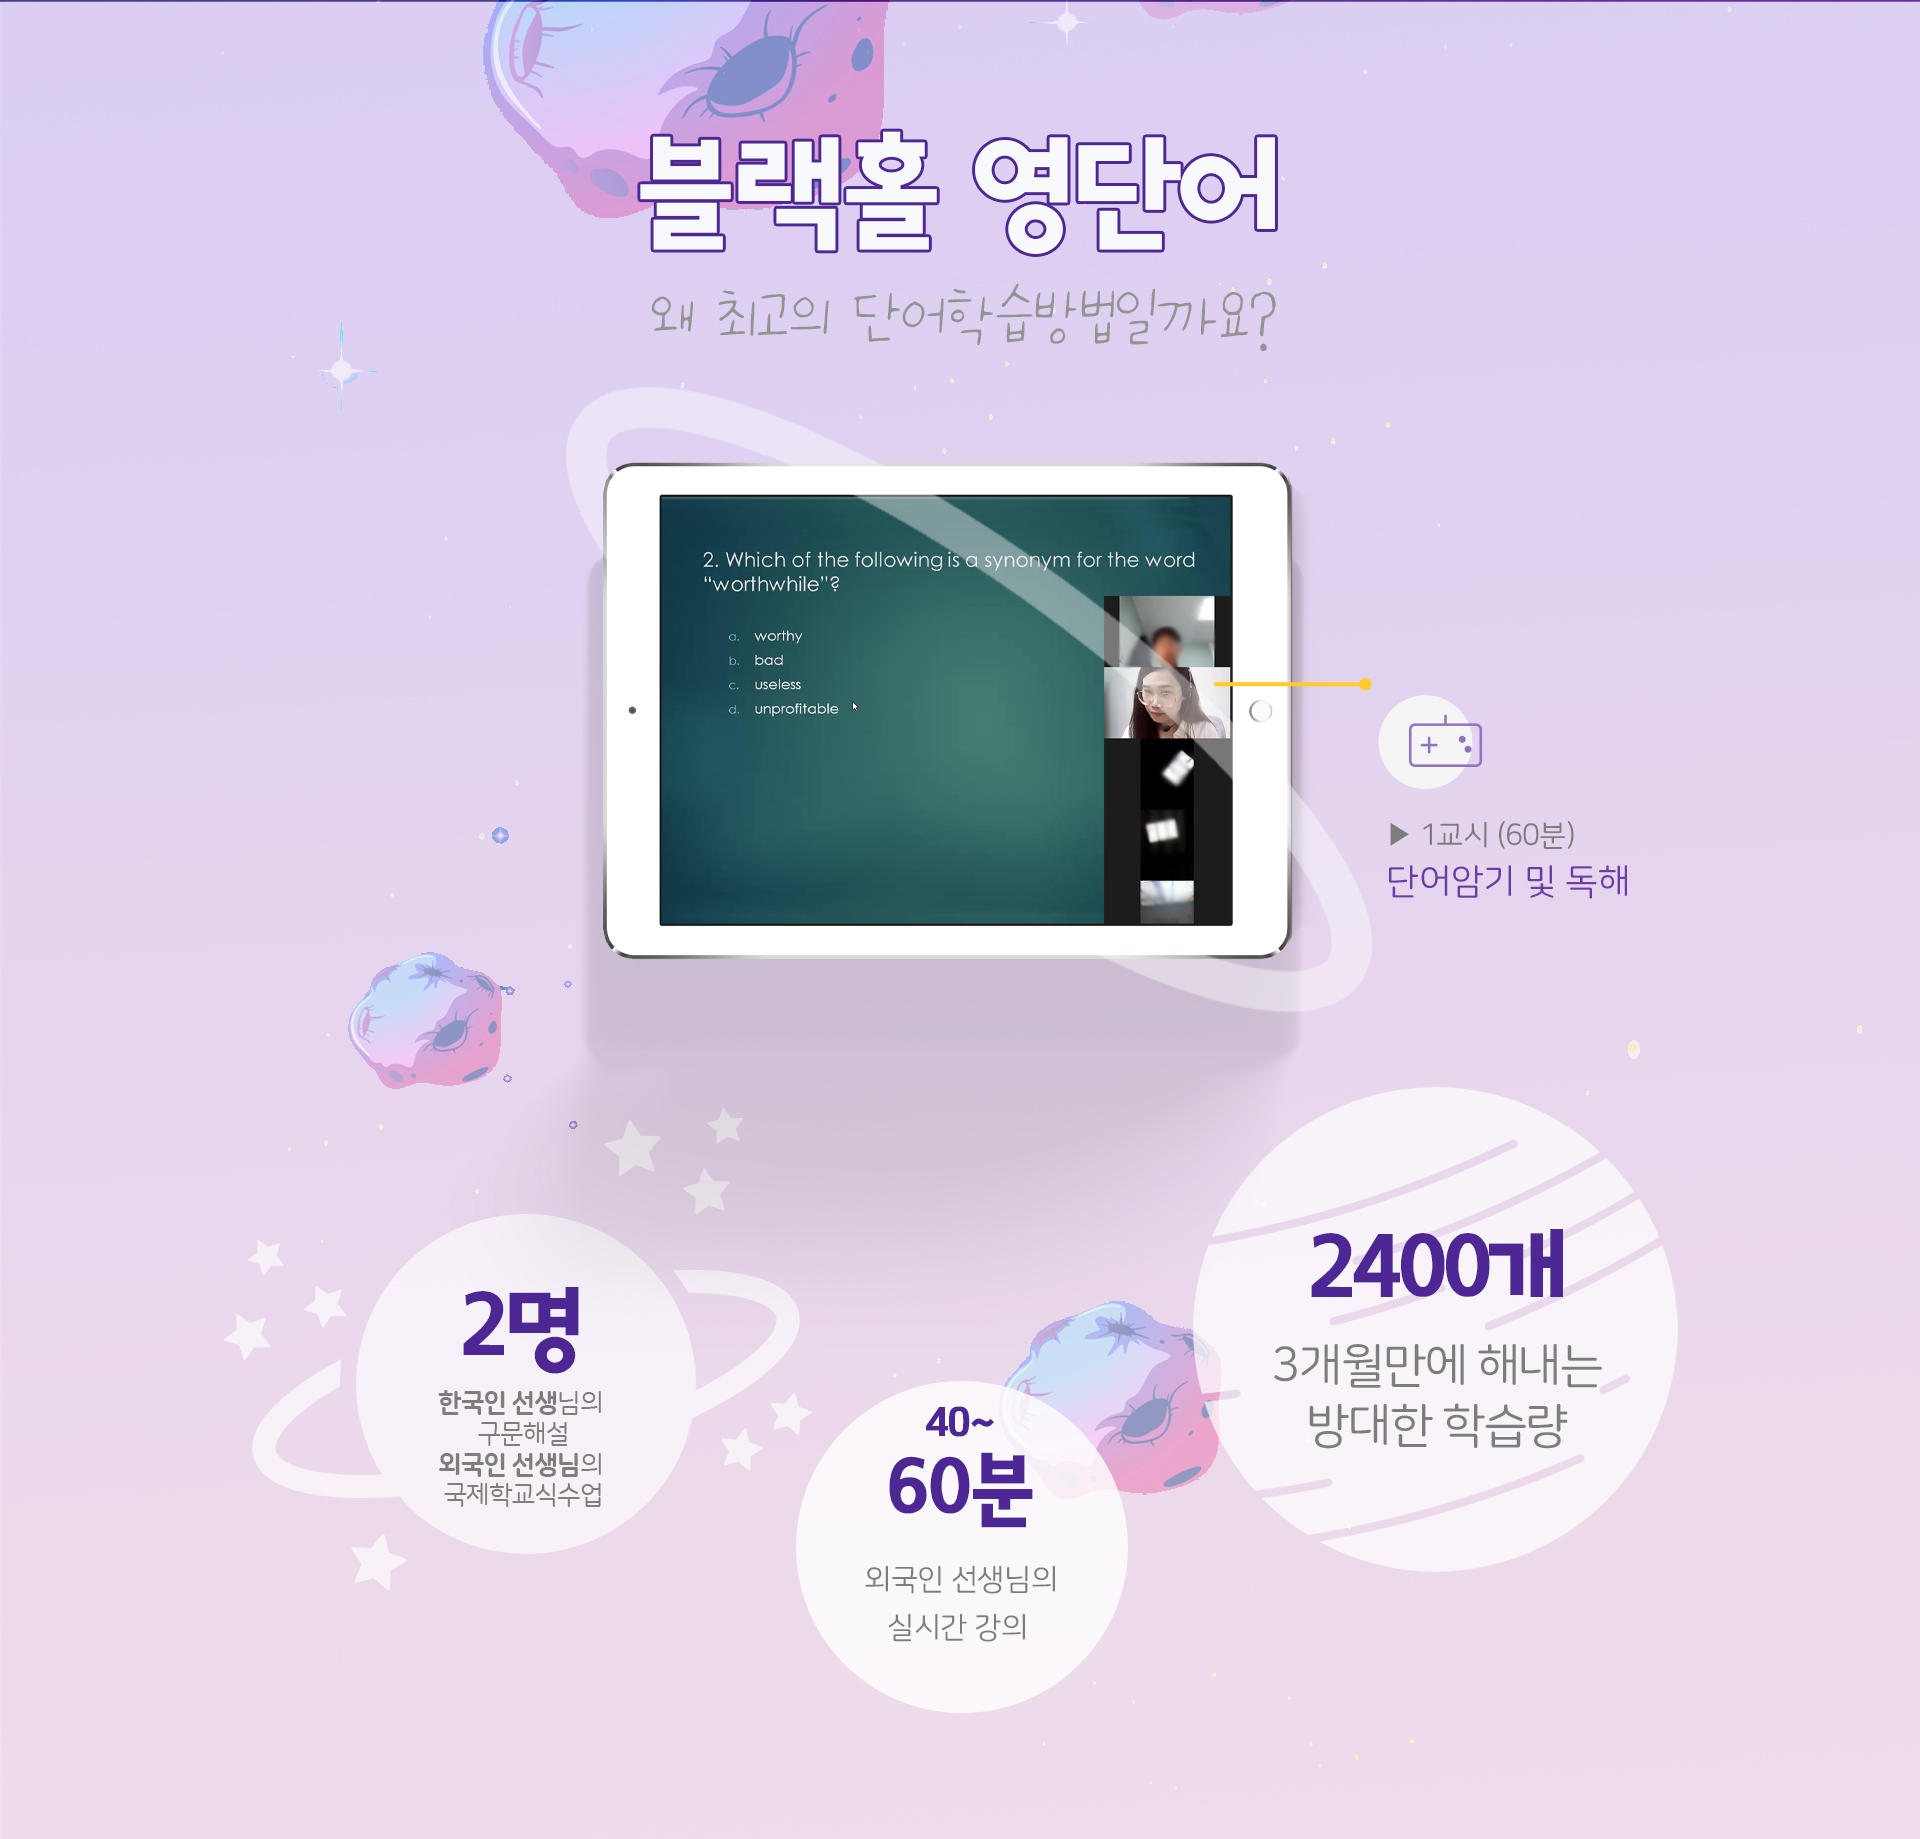 블랙홀 영단어
왜 최고의 단어학습방법일까요?
2. Which of the following is a synonym for the word
“worthwhile”?
a. worthy
b. bad
c. useless
d. unprofitable
▶ 1교시 (60분)
단어암기 및 독해
2명
한국인 선생님의
구문해설
외국인 선생님의
국제학교식수업
40~
60분
외국인 선생님의
실시간 강의
2400개
3개월만에 해내는
방대한 학습량